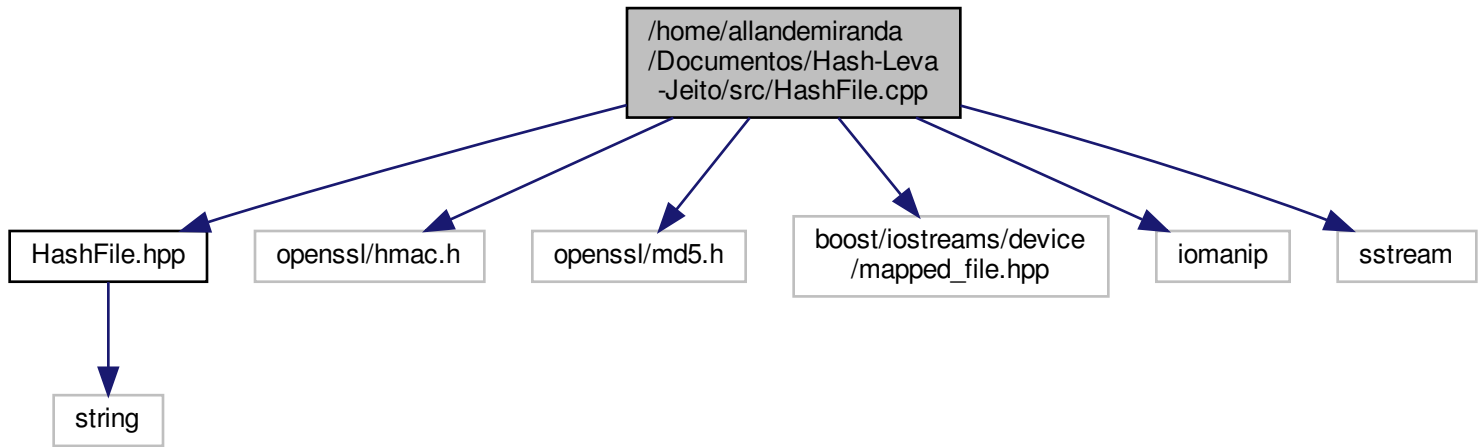 /home/allandemiranda
/Documentos/Hash-Leva
-Jeito/src/HashFile.cpp
HashFile.hpp
openssl/hmac.h
openssl/md5.h
boost/iostreams/device
/mapped_file.hpp
iomanip
sstream
string